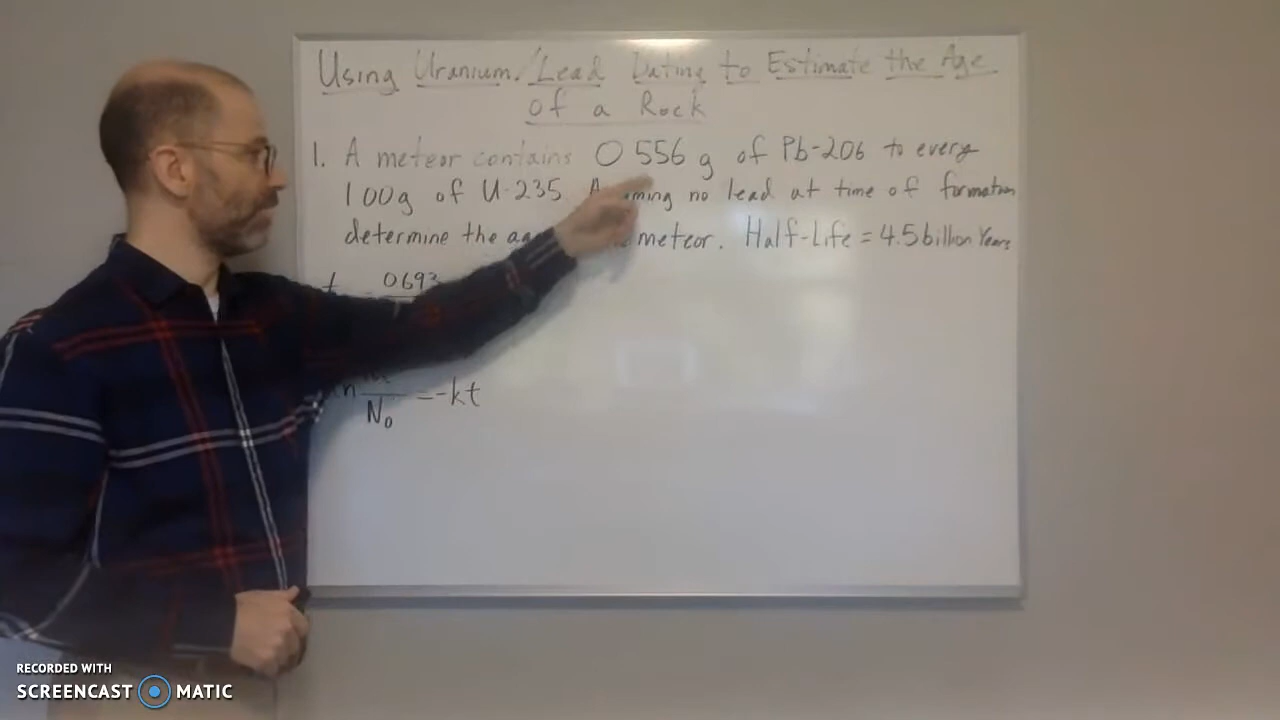 Using Uranium/Lead Dating to Estimate the Age
of a Rock
1. A meteor contains 0.556 g of Pb-206 to every
100g of U-235. no lead at time of formation
determine the meteor. Half-Life = 4.5 billion Years
0.693
N₀ = -kt
RECORDED WITH
SCREENCAST MATIC